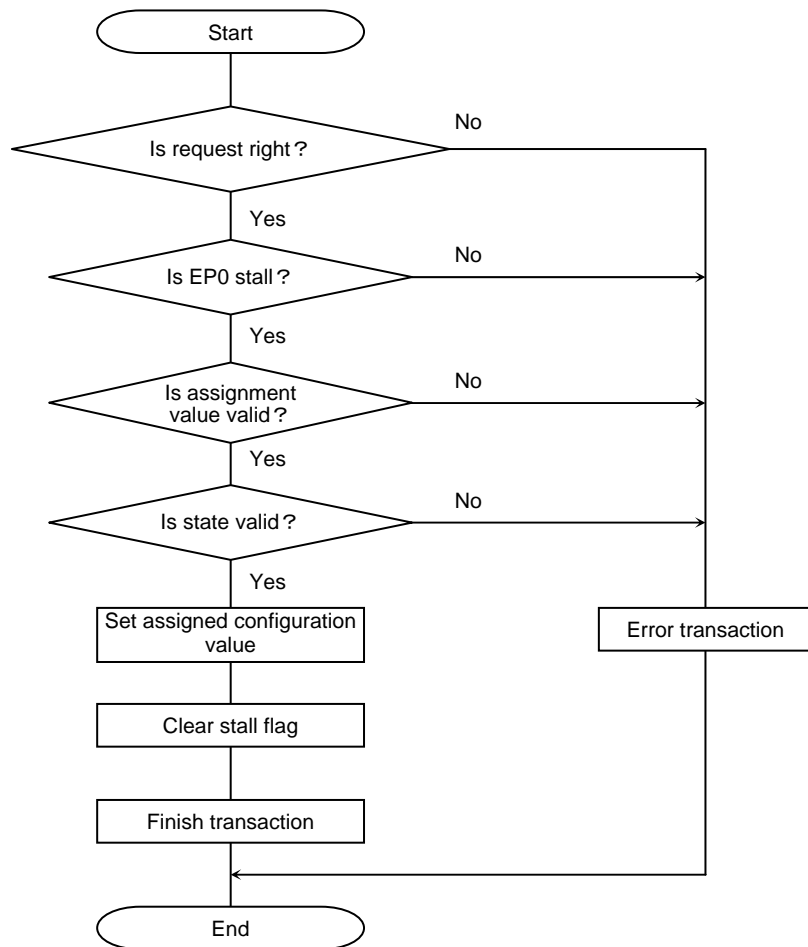 Start
Is request right？
No
Yes
Is EP0 stall？
No
Yes
Is assignment
value valid？
No
Yes
Is state valid？
No
Yes
Set assigned configuration
value
Error transaction
Clear stall flag
Finish transaction
End